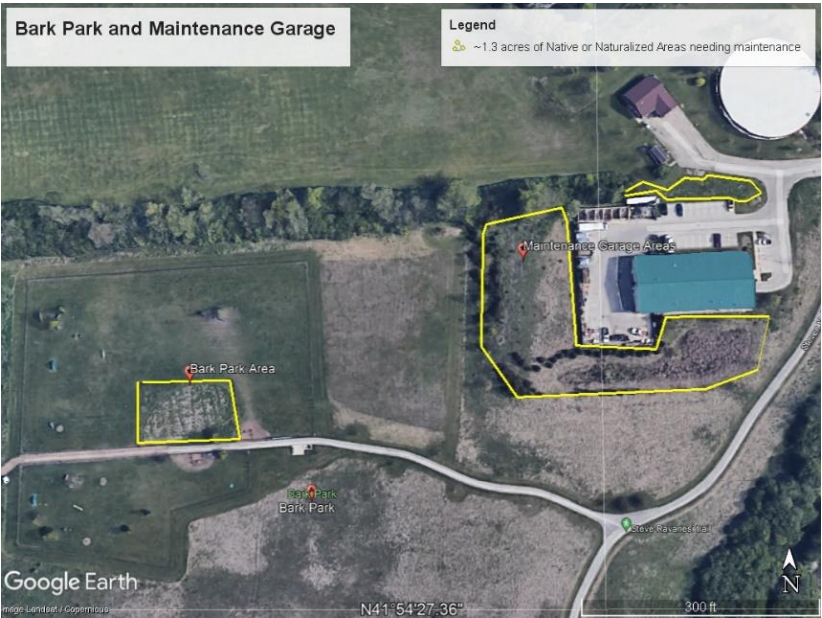 Bark Park and Maintenance Garage
Legend
~1.3 acres of Native or Naturalized Areas needing maintenance
Maintenance Garage Areas
Bark Park Area
Bark Park
Bark Park
Steve Ravanesi Trail
Google Earth
Image Landsat / Copernicus
N41°54'27.36"
300 ft
N